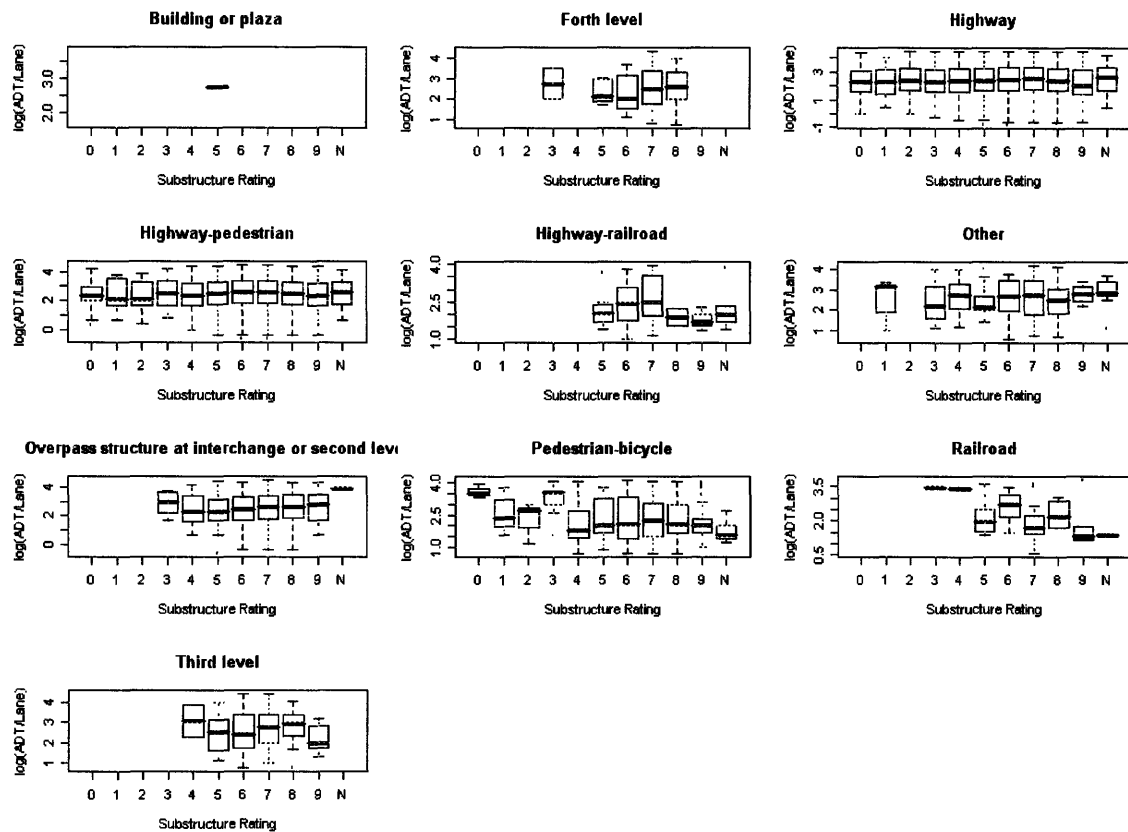 Building or plaza
log(ADT/Lane)
2.0 3.0
0 1 2 3 4 5 6 7 8 9 N
Substructure Rating
Forth level
log(ADT/Lane)
1 2 3 4
0 1 2 3 4 5 6 7 8 9 N
Substructure Rating
Highway
log(ADT/Lane)
-1 1 2 3
0 1 2 3 4 5 6 7 8 9 N
Substructure Rating
Highway-pedestrian
log(ADT/Lane)
0 2 3 4
0 1 2 3 4 5 6 7 8 9 N
Substructure Rating
Highway-railroad
log(ADT/Lane)
1.0 2.5 4.0
0 1 2 3 4 5 6 7 8 9 N
Substructure Rating
Other
log(ADT/Lane)
1 2 3 4
0 1 2 3 4 5 6 7 8 9 N
Substructure Rating
Overpass structure at interchange or second leve
log(ADT/Lane)
0 2 3 4
0 1 2 3 4 5 6 7 8 9 N
Substructure Rating
Pedestrian-bicycle
log(ADT/Lane)
1.0 2.5 4.0
0 1 2 3 4 5 6 7 8 9 N
Substructure Rating
Railroad
log(ADT/Lane)
0.5 2.0 3.5
0 1 2 3 4 5 6 7 8 9 N
Substructure Rating
Third level
log(ADT/Lane)
1 2 3 4
0 1 2 3 4 5 6 7 8 9 N
Substructure Rating